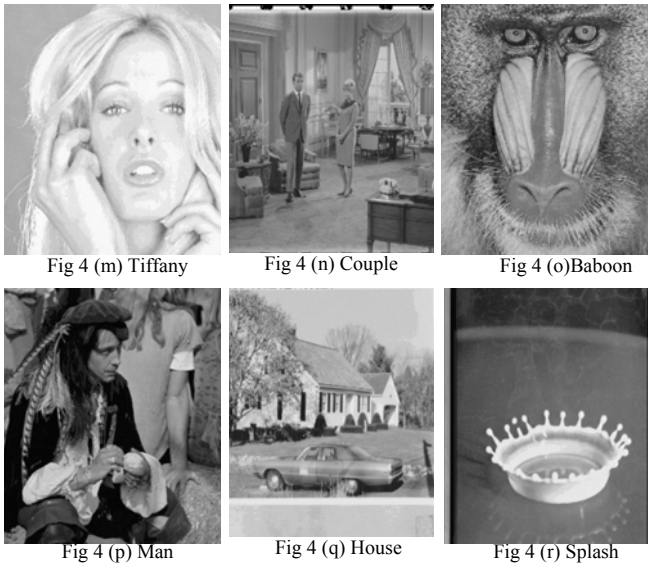 Fig 4 (m) Tiffany
Fig 4 (n) Couple
Fig 4 (o)Baboon
Fig 4 (p) Man
Fig 4 (q) House
Fig 4 (r) Splash